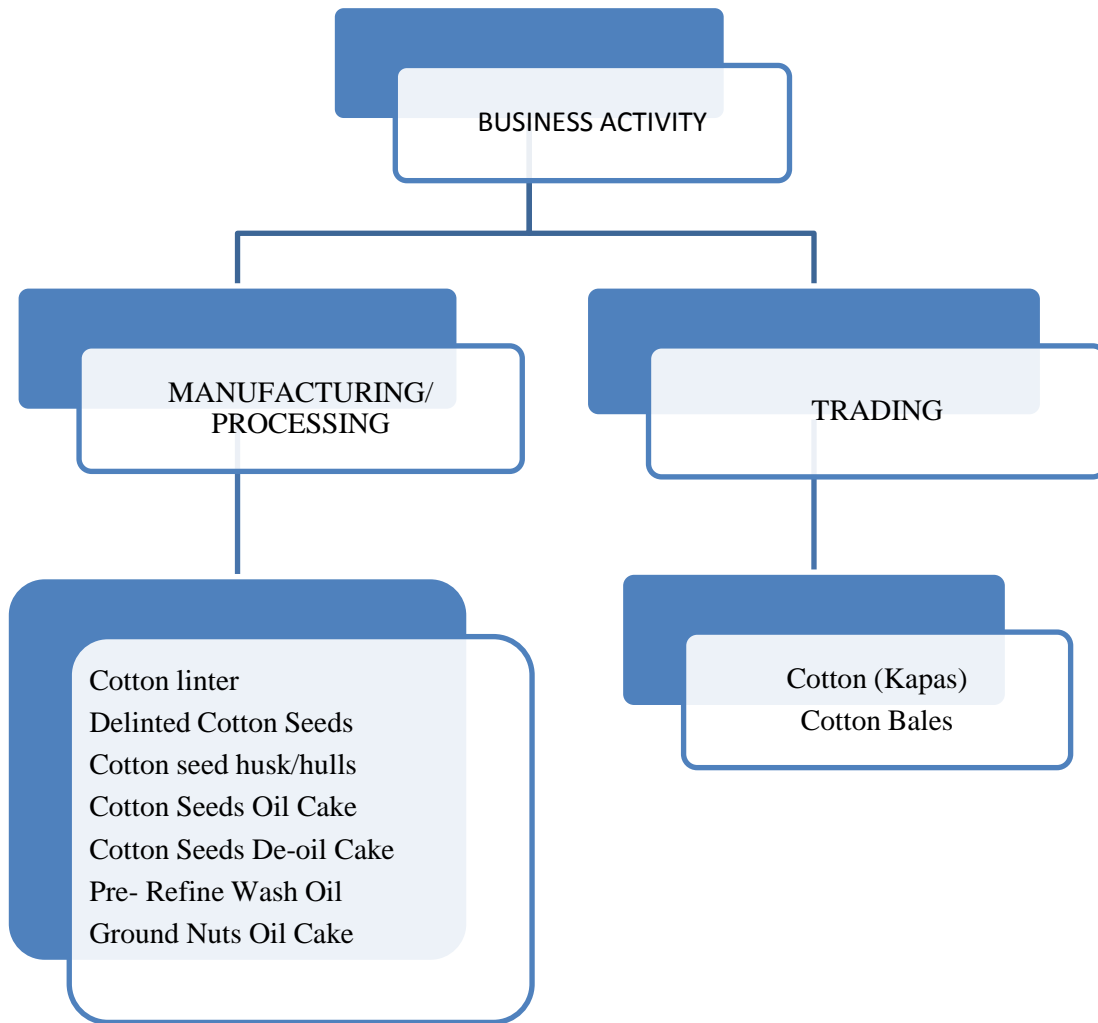 BUSINESS ACTIVITY
MANUFACTURING/
PROCESSING
TRADING
Cotton linter
Delinted Cotton Seeds
Cotton seed husk/hulls
Cotton Seeds Oil Cake
Cotton Seeds De-oil Cake
Pre- Refine Wash Oil
Ground Nuts Oil Cake
Cotton (Kapas)
Cotton Bales